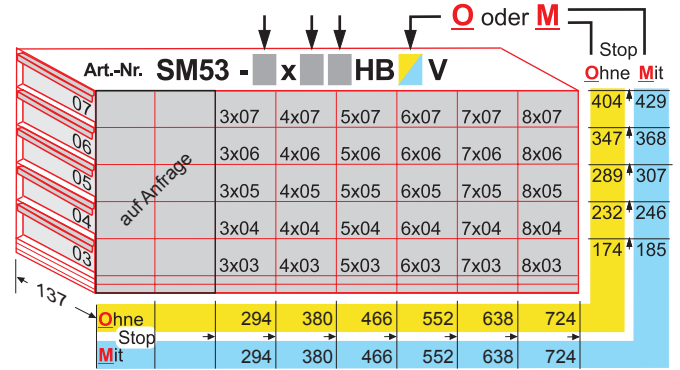 O oder M
Stop
Ohne Mit
Art.-Nr. SM53 - x HB V
07 3x07 4x07 5x07 6x07 7x07 8x07 404 429
06 3x06 4x06 5x06 6x06 7x06 8x06 347 368
auf Anfrage
05 3x05 4x05 5x05 6x05 7x05 8x05 289 307
04 3x04 4x04 5x04 6x04 7x04 8x04 232 246
03 3x03 4x03 5x03 6x03 7x03 8x03 174 185
137
Ohne 294 380 466 552 638 724
Stop
Mit 294 380 466 552 638 724